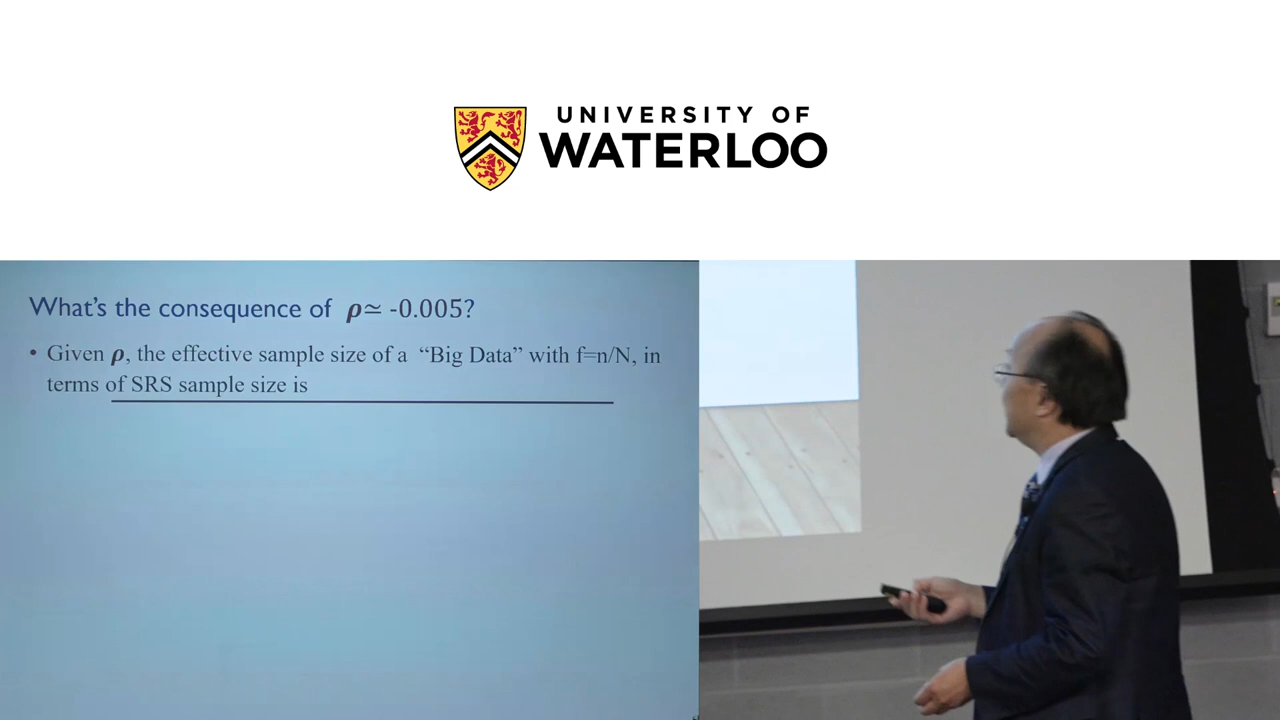 UNIVERSITY OF
WATERLOO
What's the consequence of ρ≃ -0.005?
• Given ρ, the effective sample size of a “Big Data” with f=n/N, in
terms of SRS sample size is